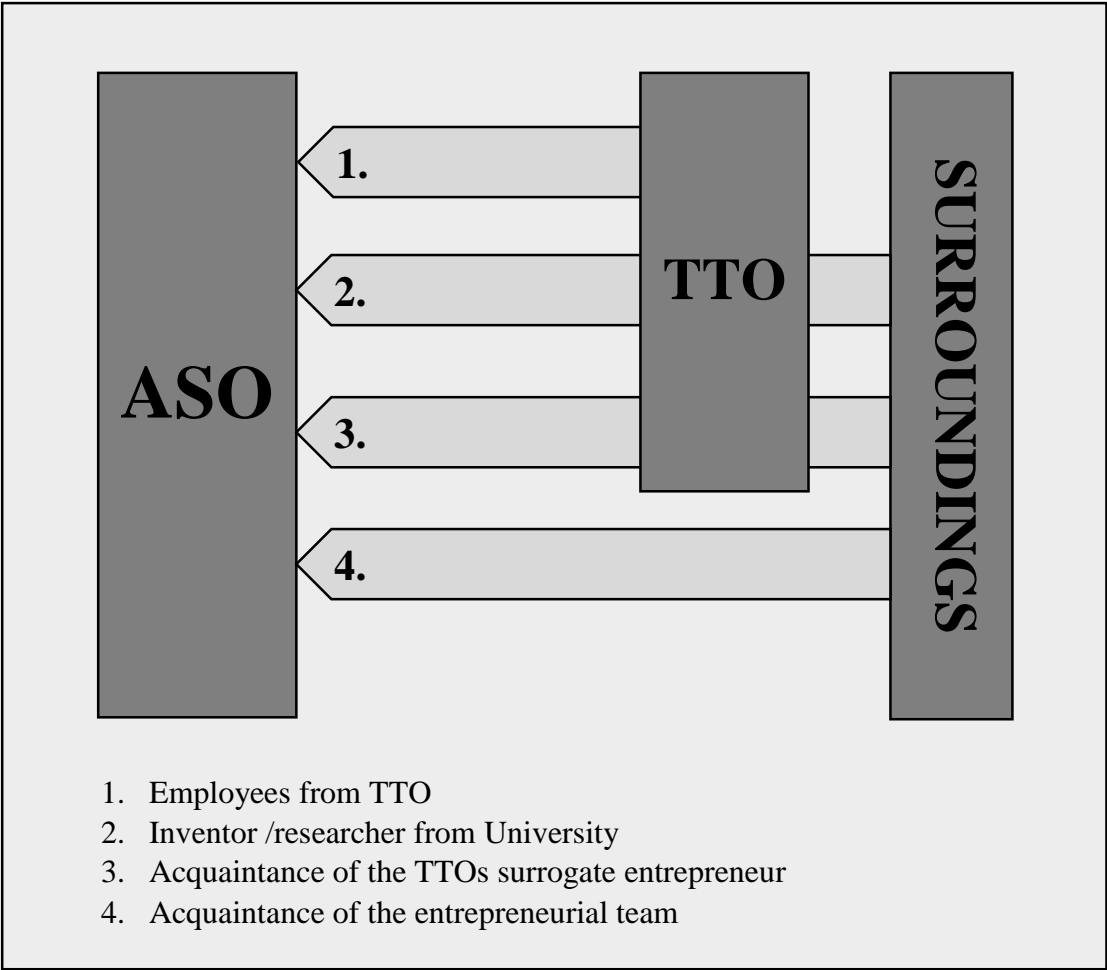 ASO
1.
2.
3.
4.
TTO
SURROUNDINGS
1. Employees from TTO
2. Inventor /researcher from University
3. Acquaintance of the TTOs surrogate entrepreneur
4. Acquaintance of the entrepreneurial team